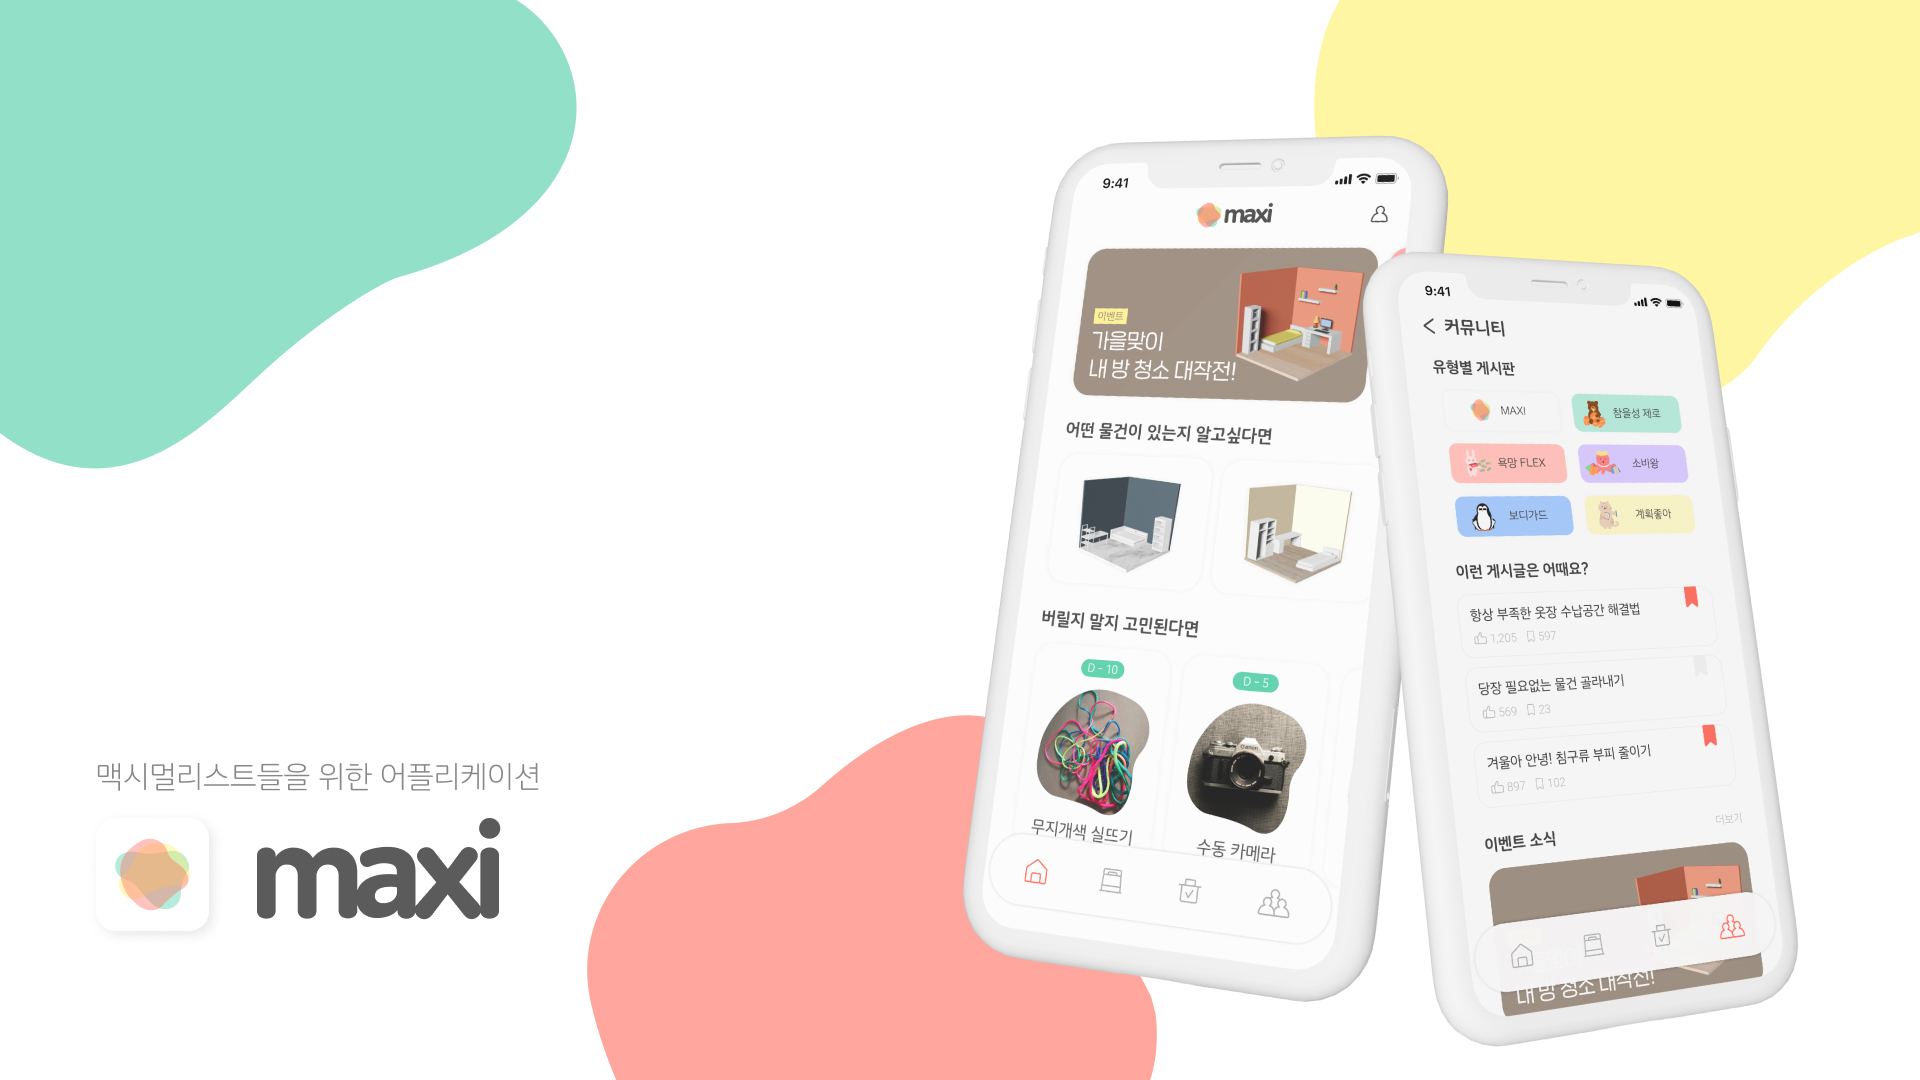 맥시멀리스트들을 위한 어플리케이션
maxi
9:41
maxi
이벤트
가을맞이
내 방 청소 대작전!
어떤 물건이 있는지 알고싶다면
버릴지 말지 고민된다면
D - 10
D - 5
Canon
무지개색 실뜨기
수동 카메라
9:41
커뮤니티
유형별 게시판
MAXI
참을성 제로
욕망 FLEX
소비왕
보디가드
계획좋아
이런 게시글은 어때요?
항상 부족한 옷장 수납공간 해결법
1,205 597
당장 필요없는 물건 골라내기
569 23
겨울아 안녕! 침구류 부피 줄이기
897 102
더보기
이벤트 소식
내 방 청소 대작전!